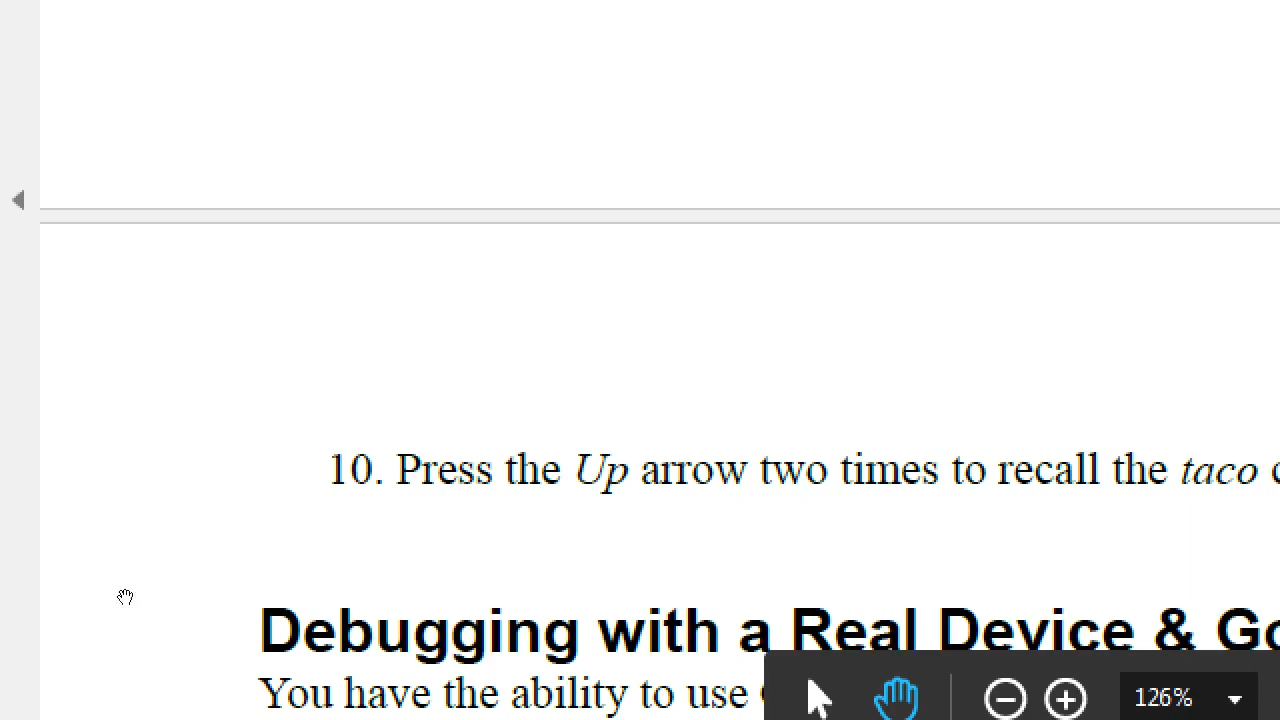 10. Press the Up arrow two times to recall the taco
Debugging with a Real Device &
You have the ability to use
126%